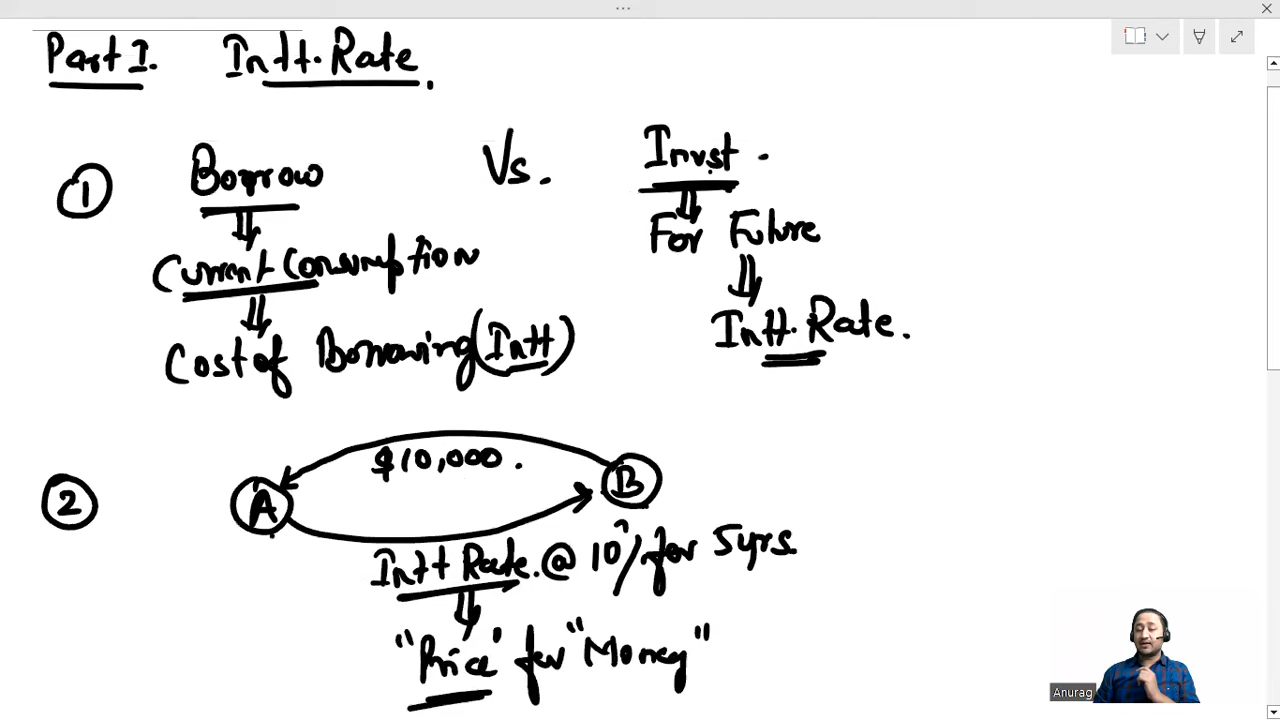 Part I. Intt. Rate.
① Borrow Vs. Invst.
Current Consumption
For Future
Cost of Borrowing (Intt)
Intt. Rate.
② A $10,000. B
Intt Rate. @ 10% for 5yrs
"Price" for "Money"
Anurag